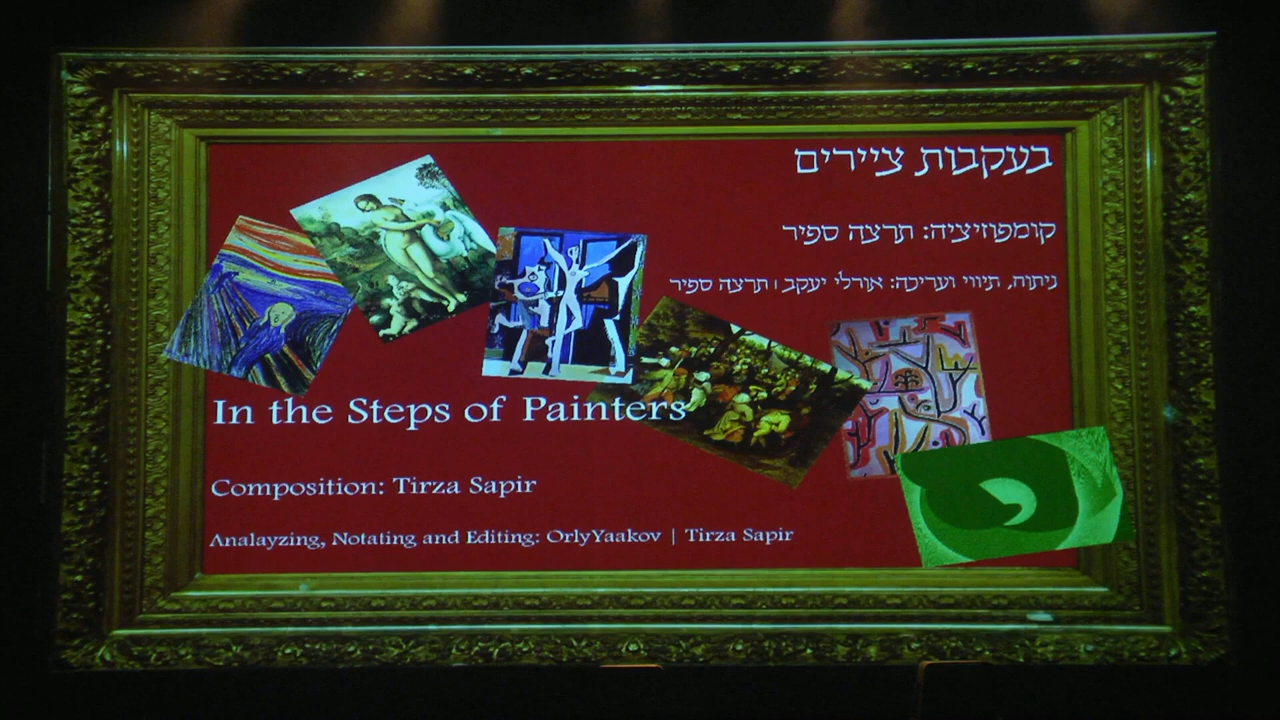 בעקבות ציירים
קומפוזיציה: תרצה ספיר
ניתוח, תיווי ועריכה: אורלי יעקב | תרצה ספיר
In the Steps of Painters
Composition: Tirza Sapir
Analayzing, Notating and Editing: OrlyYaakov | Tirza Sapir